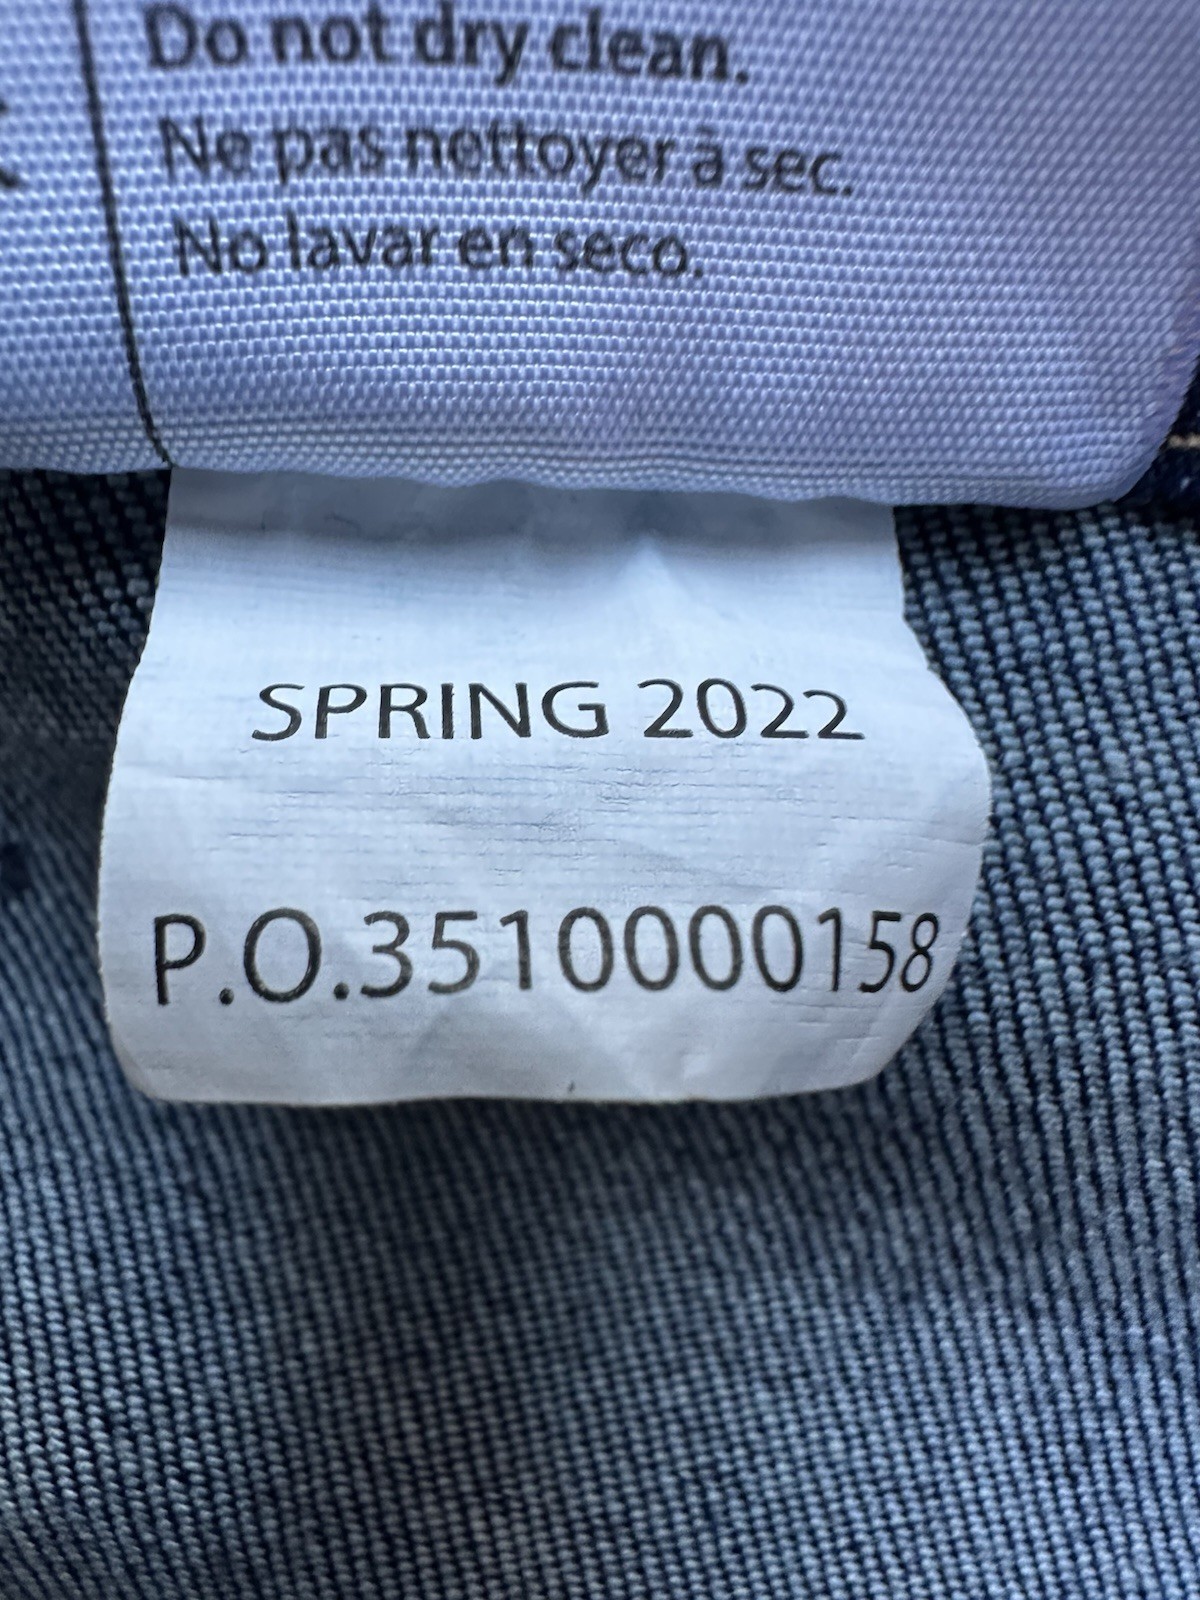 Do not dry clean.
Ne pas nettoyer à sec.
No lavar en seco.
SPRING 2022
P.O.3510000158